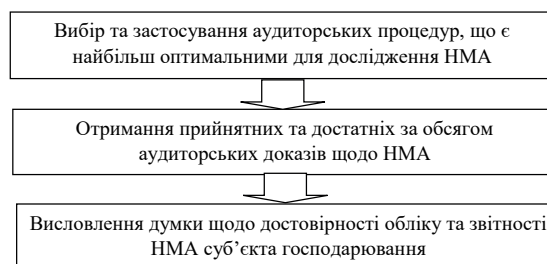 Вибір та застосування аудиторських процедур, що є
найбільш оптимальними для дослідження НМА
Отримання прийнятних та достатніх за обсягом
аудиторських доказів щодо НМА
Висловлення думки щодо достовірності обліку та звітності
НМА суб’єкта господарювання